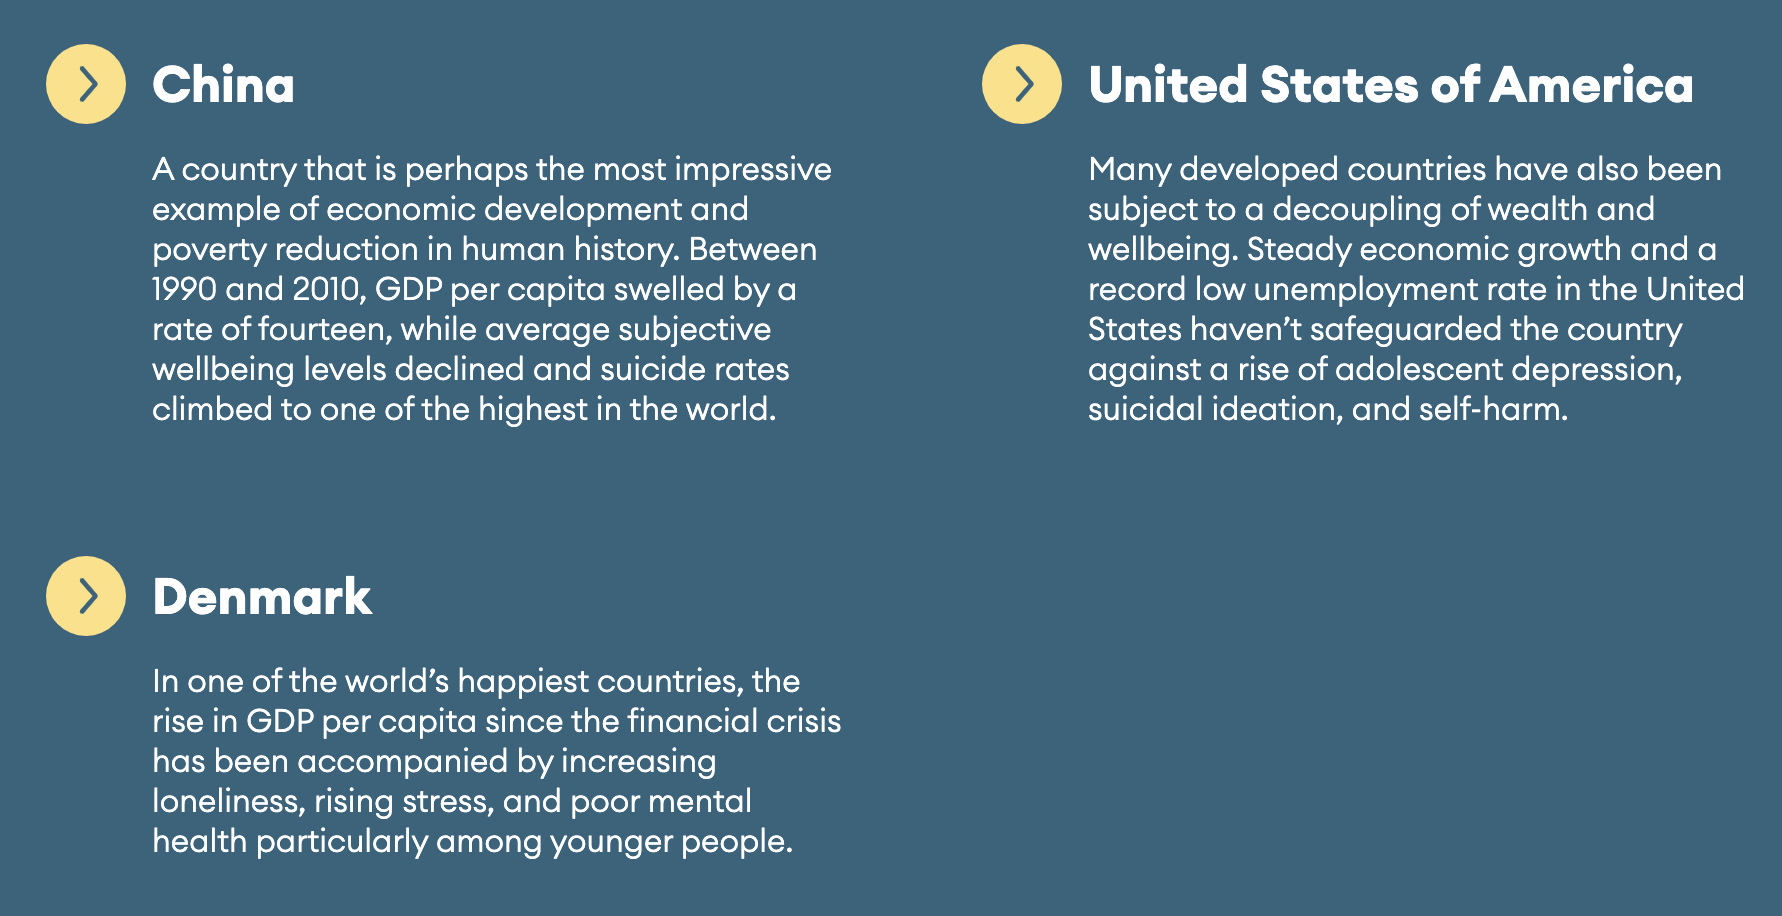 China
A country that is perhaps the most impressive
example of economic development and
poverty reduction in human history. Between
1990 and 2010, GDP per capita swelled by a
rate of fourteen, while average subjective
wellbeing levels declined and suicide rates
climbed to one of the highest in the world.
United States of America
Many developed countries have also been
subject to a decoupling of wealth and
wellbeing. Steady economic growth and a
record low unemployment rate in the United
States haven’t safeguarded the country
against a rise of adolescent depression,
suicidal ideation, and self-harm.
Denmark
In one of the world’s happiest countries, the
rise in GDP per capita since the financial crisis
has been accompanied by increasing
loneliness, rising stress, and poor mental
health particularly among younger people.